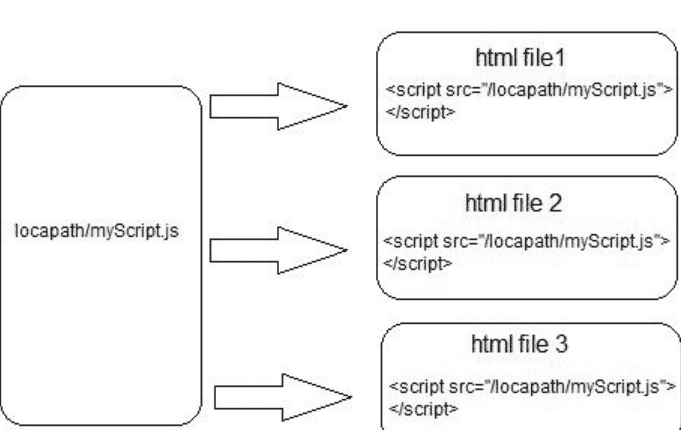 locapath/myScript.js
html file1
<script src="/locapath/myScript.js">
</script>
html file 2
<script src="/locapath/myScript.js">
</script>
html file 3
<script src="/locapath/myScript.js">
</script>